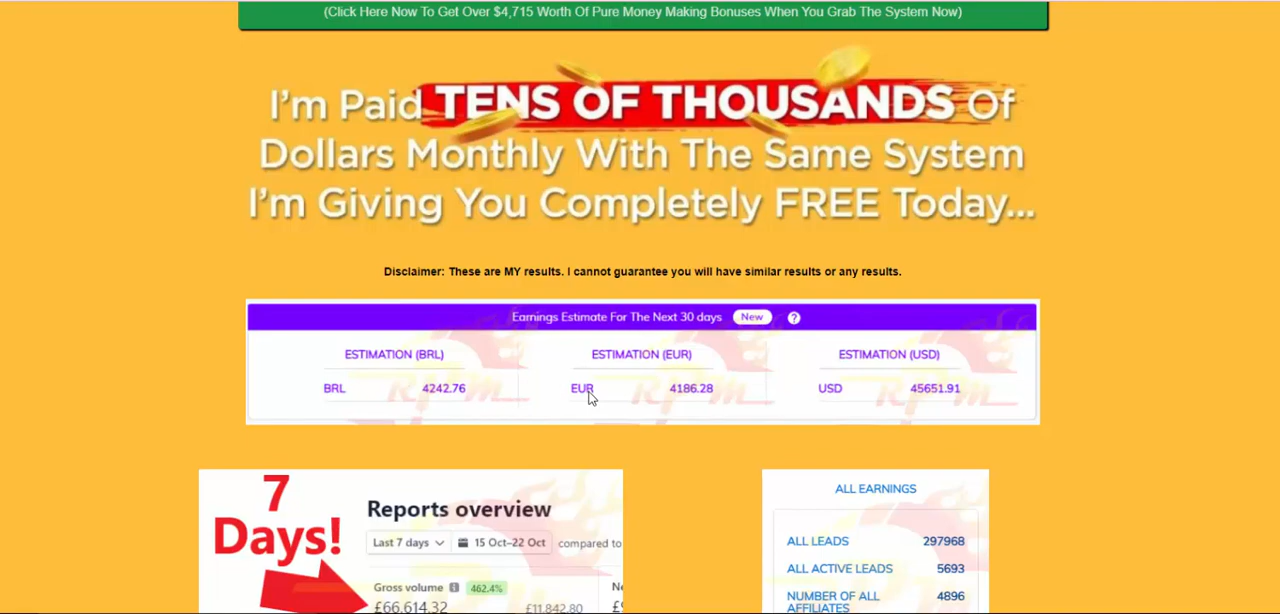 (Click Here Now To Get Over $4,715 Worth Of Pure Money Making Bonuses When You Grab The System Now)
I'm Paid TENS OF THOUSANDS Of
Dollars Monthly With The Same System
I'm Giving You Completely FREE Today...
Disclaimer: These are MY results. I cannot guarantee you will have similar results or any results.
Earnings Estimate For The Next 30 days New ?
ESTIMATION (BRL) ESTIMATION (EUR) ESTIMATION (USD)
BRL 4242.76 EUR 4186.28 USD 45651.91
7
Days!
Reports overview
Last 7 days 15 Oct–22 Oct compared to
Gross volume 462.4%
£66,614.32 £11,842.80
ALL EARNINGS
ALL LEADS 297968
ALL ACTIVE LEADS 5693
NUMBER OF ALL AFFILIATES 4896